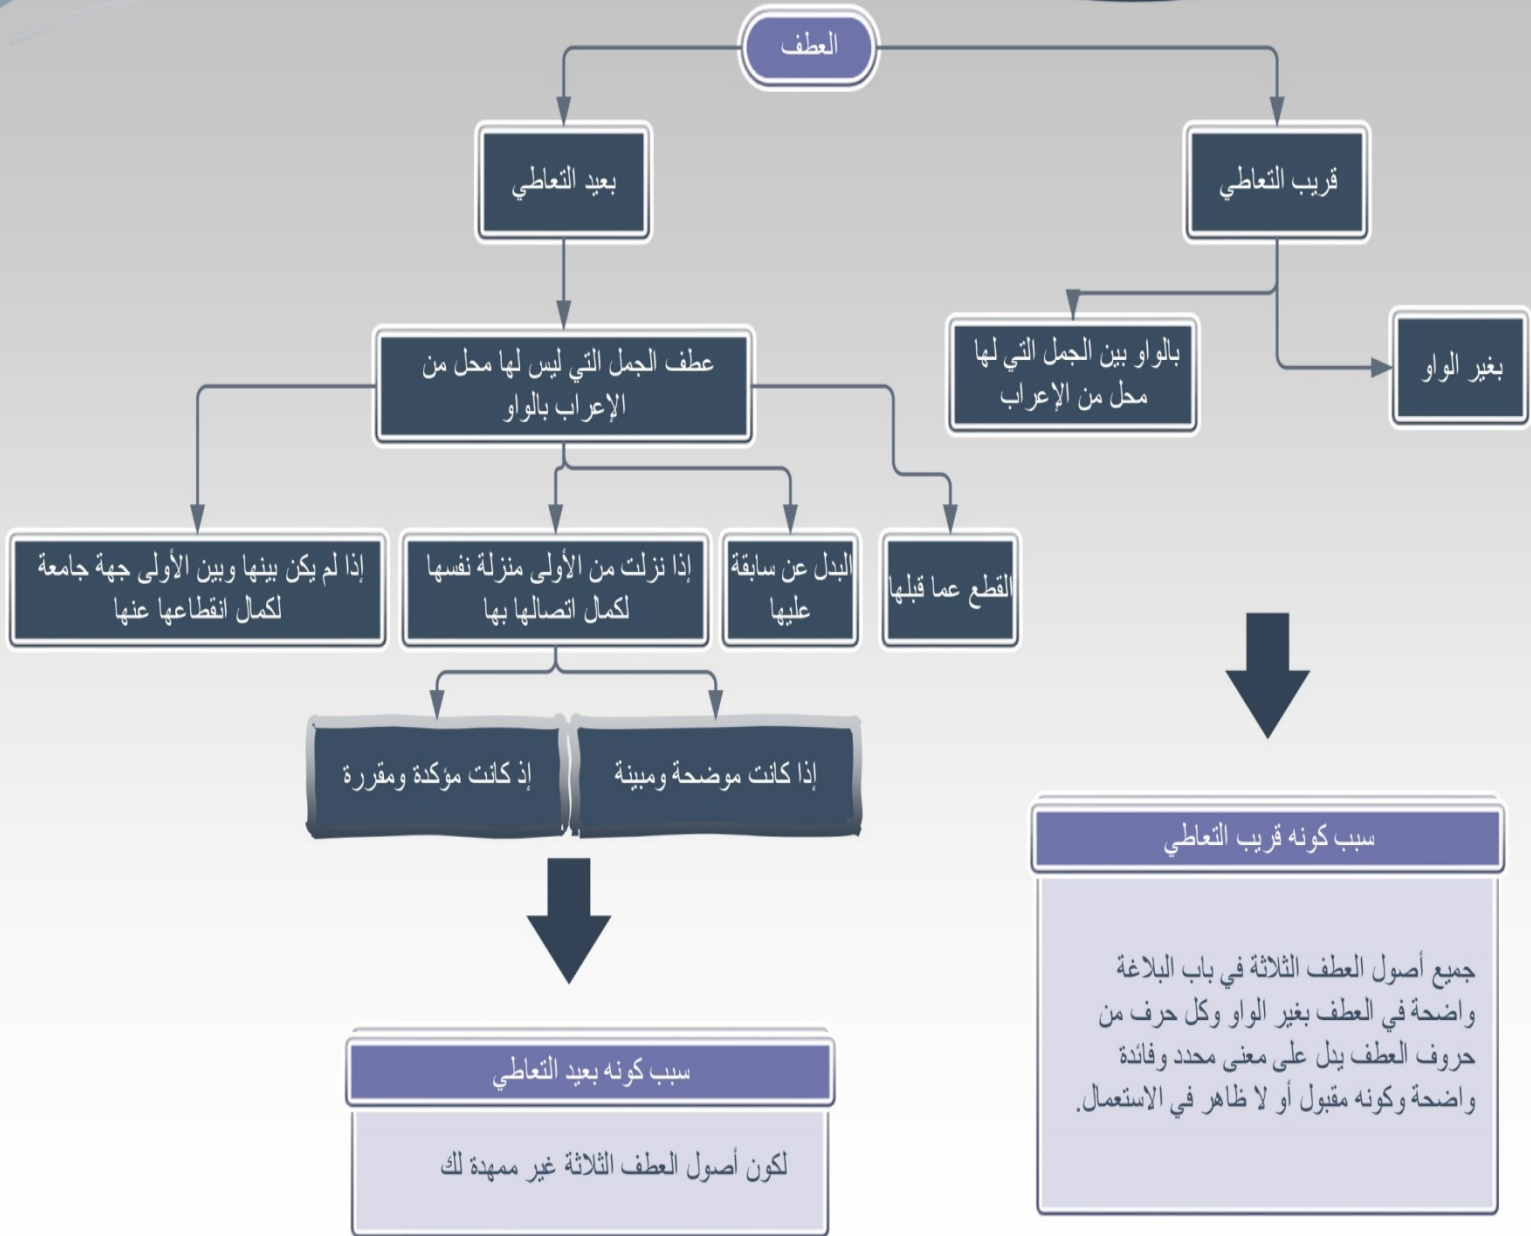 العطف
قريب التعاطي
بعيد التعاطي
بغير الواو
بالواو بين الجمل التي لها
محل من الإعراب
عطف الجمل التي ليس لها محل من
الإعراب بالواو
القطع عما قبلها
البدل عن سابقة
عليها
إذا نزلت من الأولى منزلة نفسها
لكمال اتصالها بها
إذا لم يكن بينها وبين الأولى جهة جامعة
لكمال انقطاعها عنها
إذا كانت موضحة ومبينة
إذ كانت مؤكدة ومقررة
سبب كونه قريب التعاطي
جميع أصول العطف الثلاثة في باب البلاغة
واضحة في العطف بغير الواو وكل حرف من
حروف العطف يدل على معنى محدد وفائدة
واضحة وكونه مقبول أو لا ظاهر في الاستعمال.
سبب كونه بعيد التعاطي
لكون أصول العطف الثلاثة غير ممهدة لك